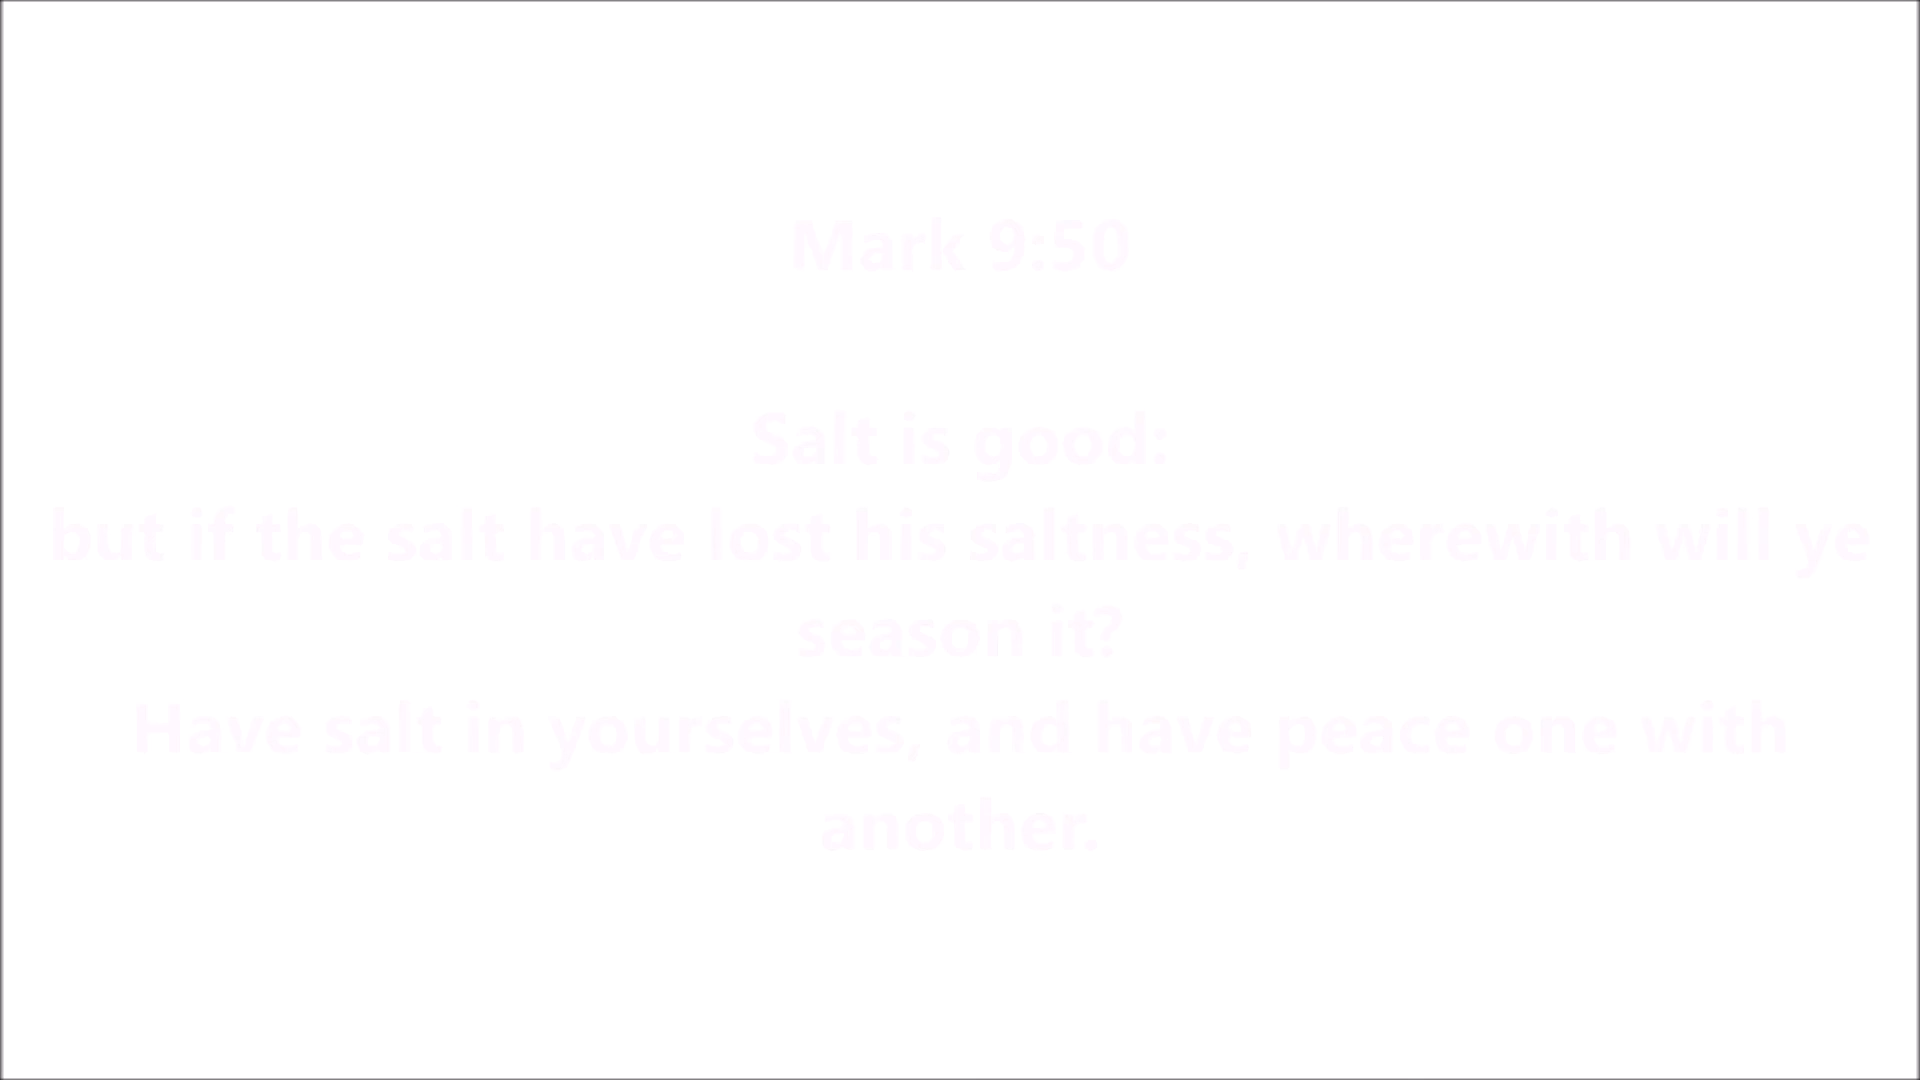 Mark 9:50
Salt is good:
but if the salt have lost his saltness, wherewith will ye
season it?
Have salt in yourselves, and have peace one with
another.